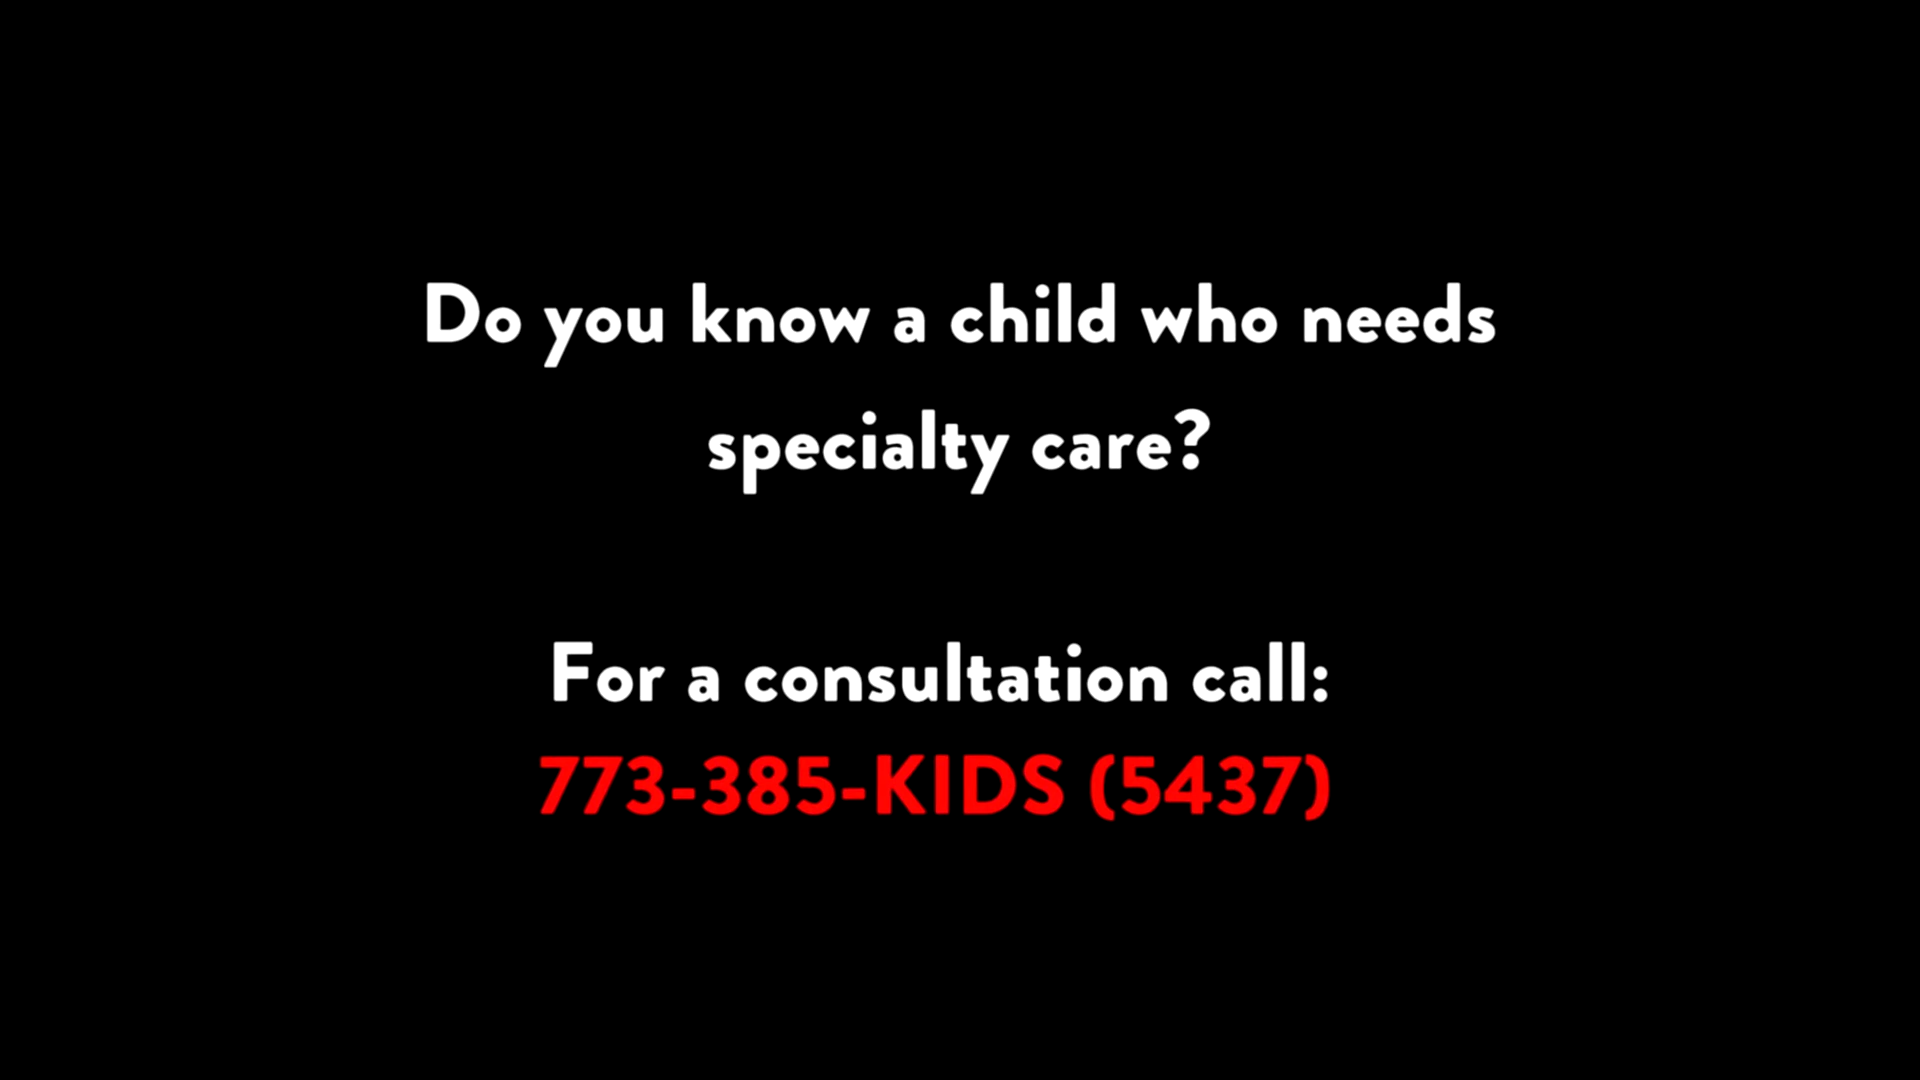 Do you know a child who needs
specialty care?
For a consultation call:
773-385-KIDS (5437)